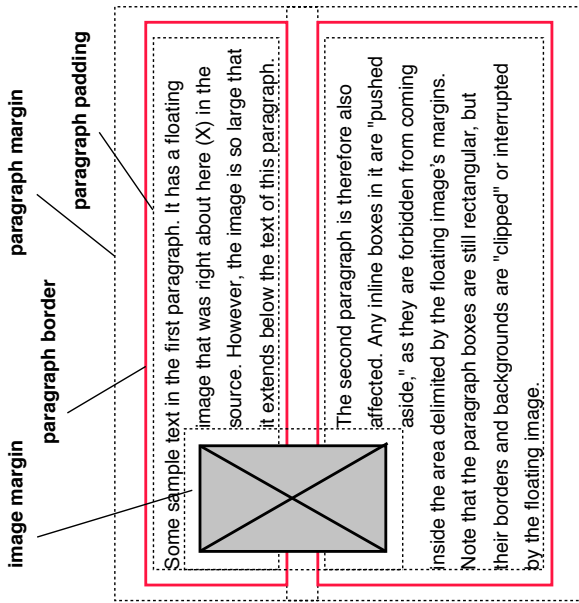 image margin
paragraph border
paragraph margin
paragraph padding
Some sample text in the first paragraph. It has a floating
image that was right about here (X) in the
source. However, the image is so large that
it extends below the text of this paragraph.
The second paragraph is therefore also
affected. Any inline boxes in it are "pushed
aside," as they are forbidden from coming
inside the area delimited by the floating image's margins.
Note that the paragraph boxes are still rectangular, but
their borders and backgrounds are "clipped" or interrupted
by the floating image.